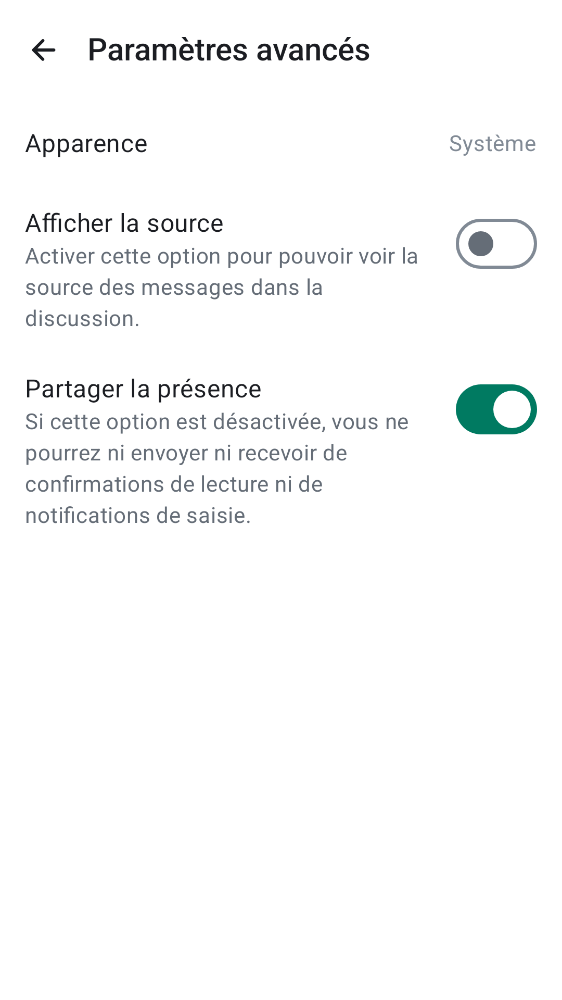 Paramètres avancés
Apparence
Système
Afficher la source
Activer cette option pour pouvoir voir la
source des messages dans la
discussion.
Partager la présence
Si cette option est désactivée, vous ne
pourrez ni envoyer ni recevoir de
confirmations de lecture ni de
notifications de saisie.